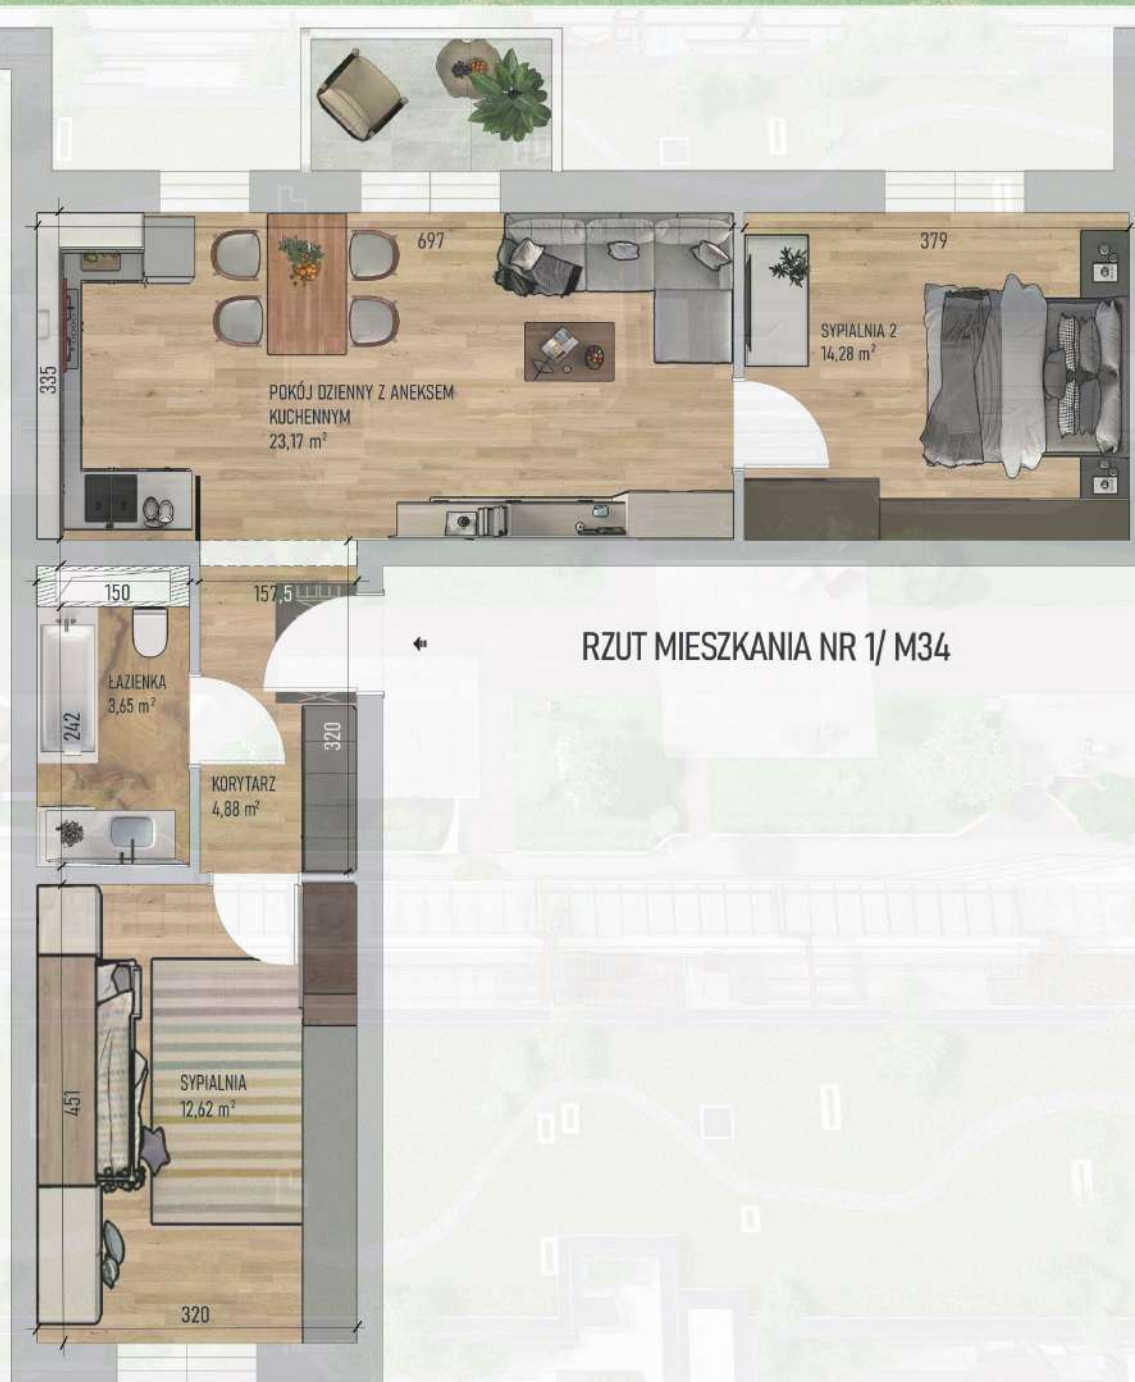 697
379
SYPIALNIA 2
14,28 m²
335
POKÓJ DZIENNY Z ANEKSEM
KUCHENNYM
23,17 m²
150
157,5
RZUT MIESZKANIA NR 1/ M34
ŁAZIENKA
3,65 m²
242
320
KORYTARZ
4,88 m²
SYPIALNIA
12,62 m²
451
320